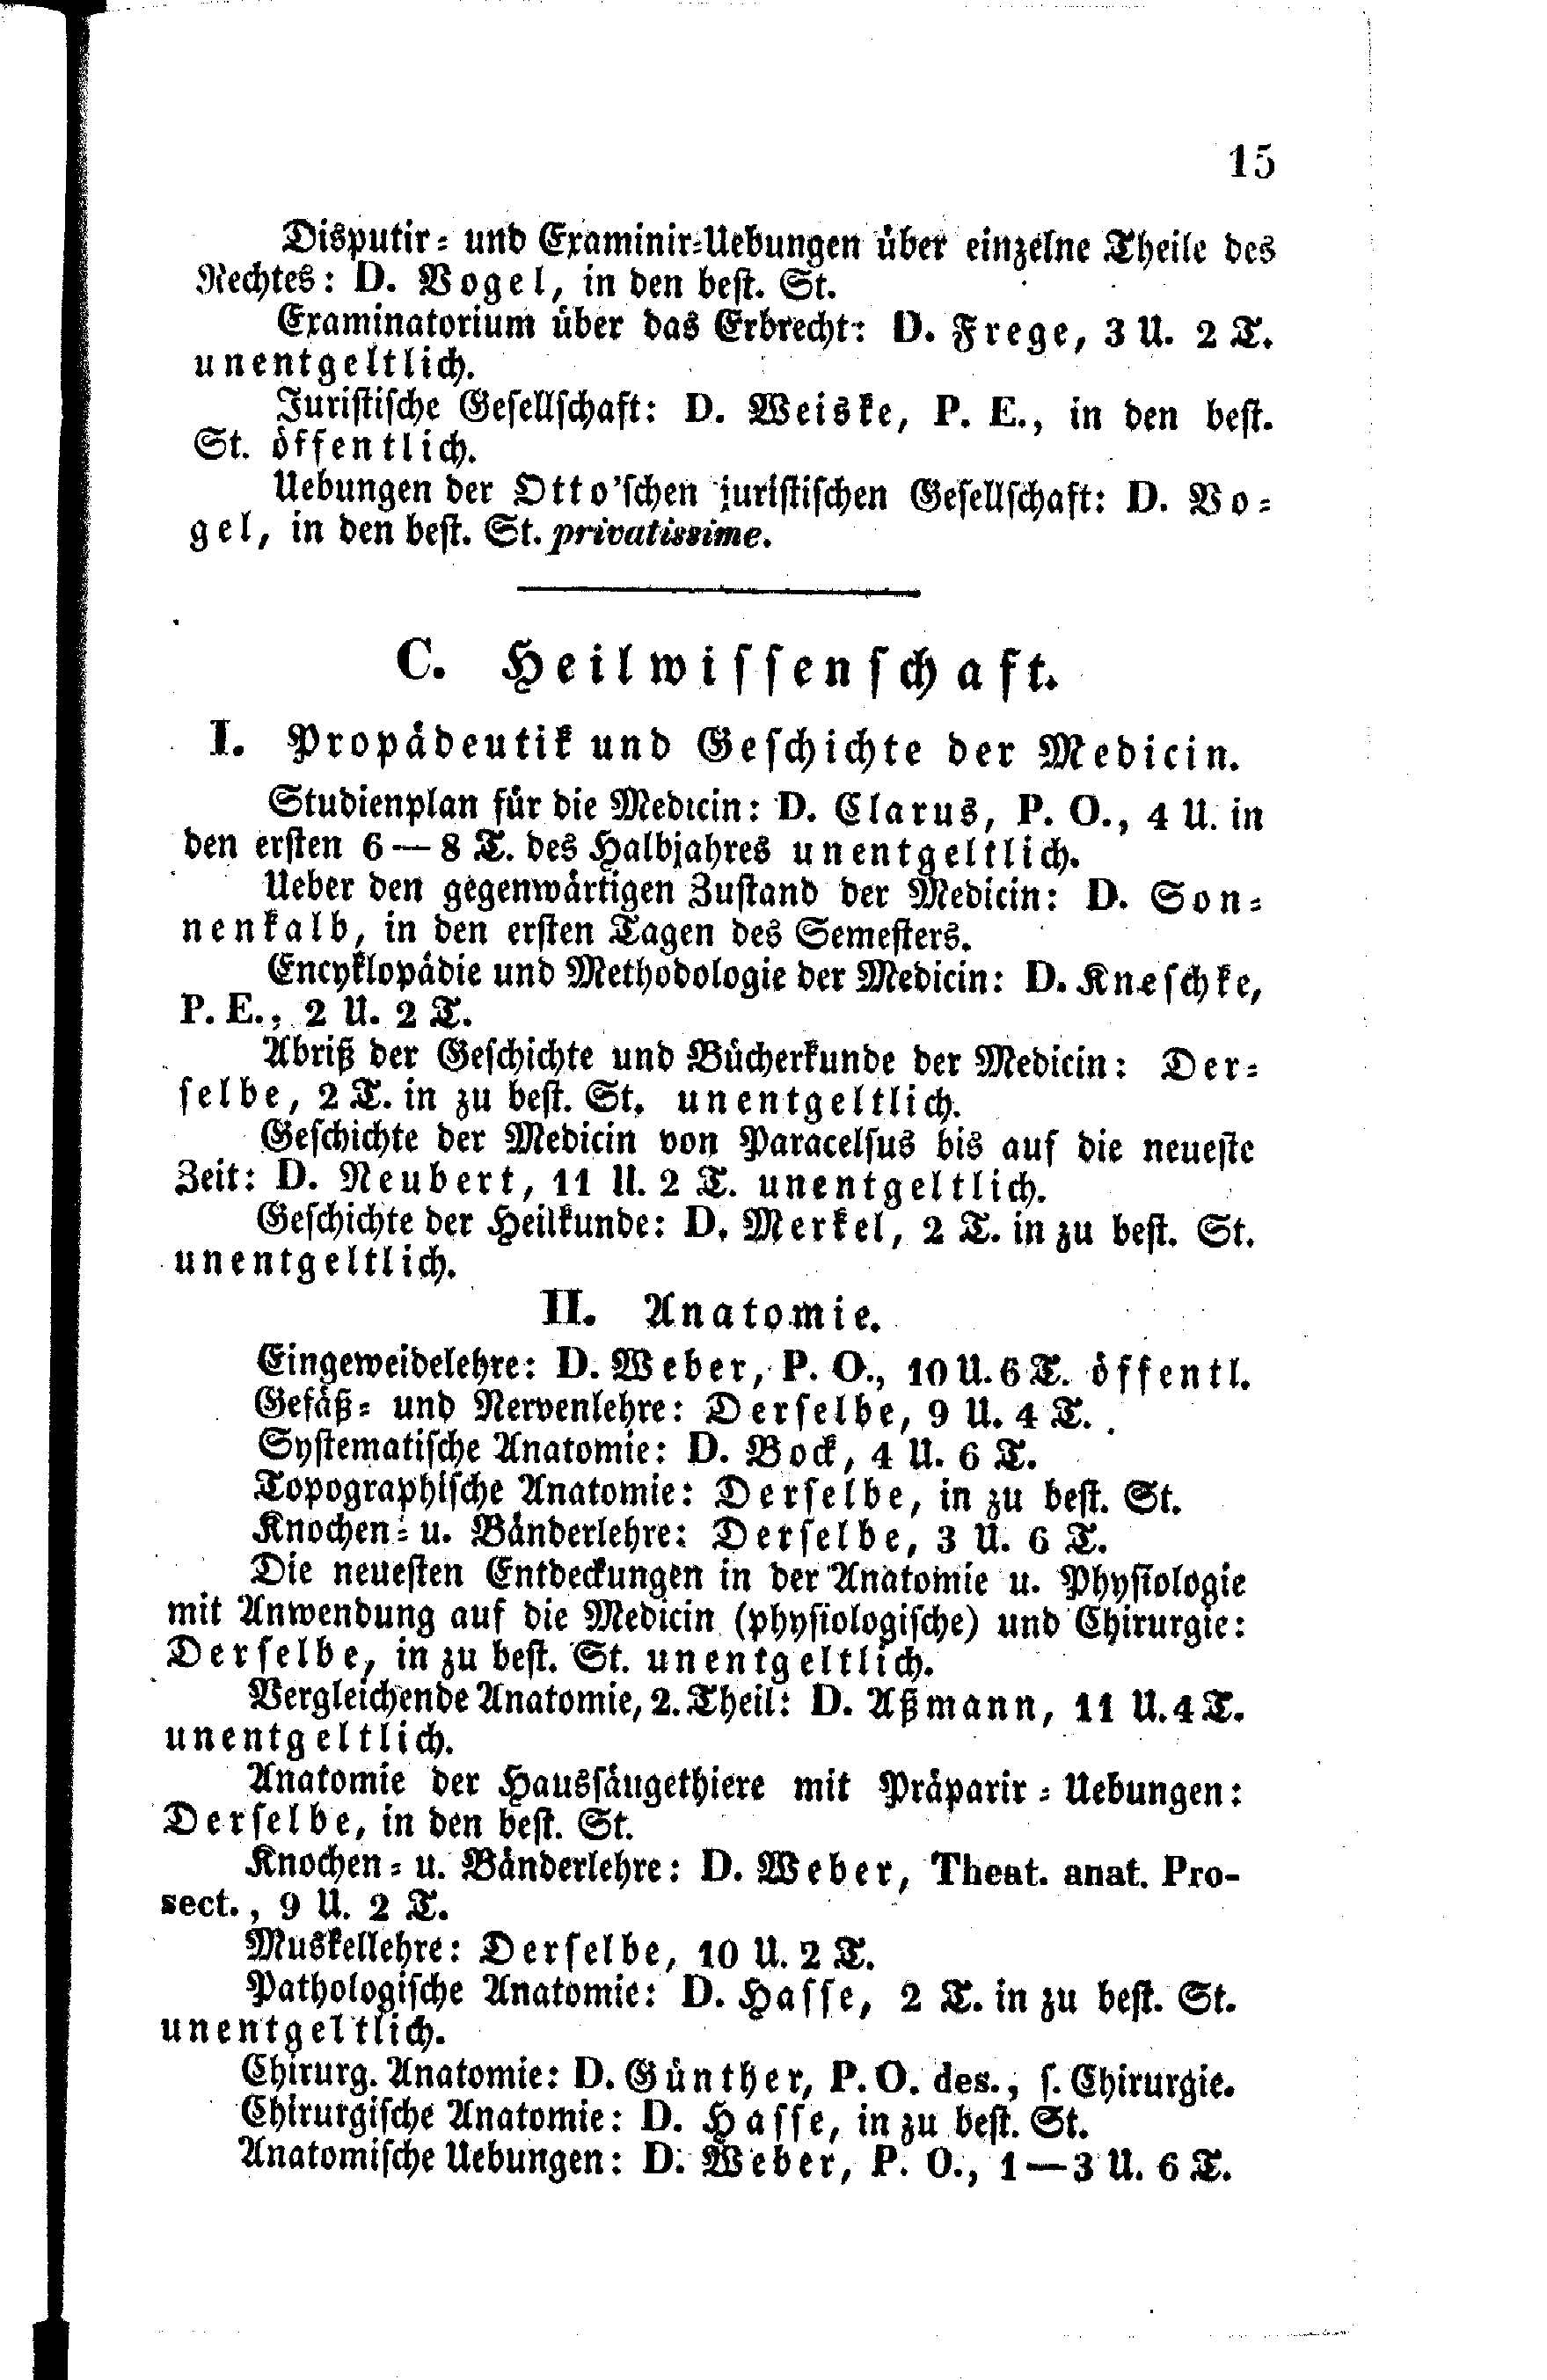 15
Disputir- und Examinir-Uebungen über einzelne Theile des
Rechtes: D. Vogel, in den best. St.
Examinatorium über das Erbrecht: D. Frege, 3 U. 2 T.
unentgeltlich.
Juristische Gesellschaft: D. Weiske, P. E., in den best.
St. öffentlich.
Uebungen der Otto'schen juristischen Gesellschaft: D. Vo-
gel, in den best. St. privatissime.
C. Heilwissenschaft.
I. Propädeutik und Geschichte der Medicin.
Studienplan für die Medicin: D. Clarus, P. O., 4 U. in
den ersten 6 — 8 T. des Halbjahres unentgeltlich.
Ueber den gegenwärtigen Zustand der Medicin: D. Son-
nenkalb, in den ersten Tagen des Semesters.
Encyklopädie und Methodologie der Medicin: D. Kneschke,
P. E., 2 U. 2 T.
Abriß der Geschichte und Bücherkunde der Medicin: Der-
selbe, 2 T. in zu best. St. unentgeltlich.
Geschichte der Medicin von Paracelsus bis auf die neueste
Zeit: D. Neubert, 11 U. 2 T. unentgeltlich.
Geschichte der Heilkunde: D. Merkel, 2 T. in zu best. St.
unentgeltlich.
II. Anatomie.
Eingeweidelehre: D. Weber, P. O., 10 U. 6 T. öffentl.
Gefäß- und Nervenlehre: Derselbe, 9 U. 4 T.
Systematische Anatomie: D. Bock, 4 U. 6 T.
Topographische Anatomie: Derselbe, in zu best. St.
Knochen- u. Bänderlehre: Derselbe, 3 U. 6 T.
Die neuesten Entdeckungen in der Anatomie u. Physiologie
mit Anwendung auf die Medicin (physiologische) und Chirurgie:
Derselbe, in zu best. St. unentgeltlich.
Vergleichende Anatomie, 2. Theil: D. Aßmann, 11 U. 4 T.
unentgeltlich.
Anatomie der Haussäugethiere mit Präparir-Uebungen:
Derselbe, in den best. St.
Knochen- u. Bänderlehre: D. Weber, Theat. anat. Pro-
sect., 9 U. 2 T.
Muskellehre: Derselbe, 10 U. 2 T.
Pathologische Anatomie: D. Hasse, 2 T. in zu best. St.
unentgeltlich.
Chirurg. Anatomie: D. Günther, P. O. des., s. Chirurgie.
Chirurgische Anatomie: D. Hasse, in zu best. St.
Anatomische Uebungen: D. Weber, P. O., 1—3 U. 6 T.